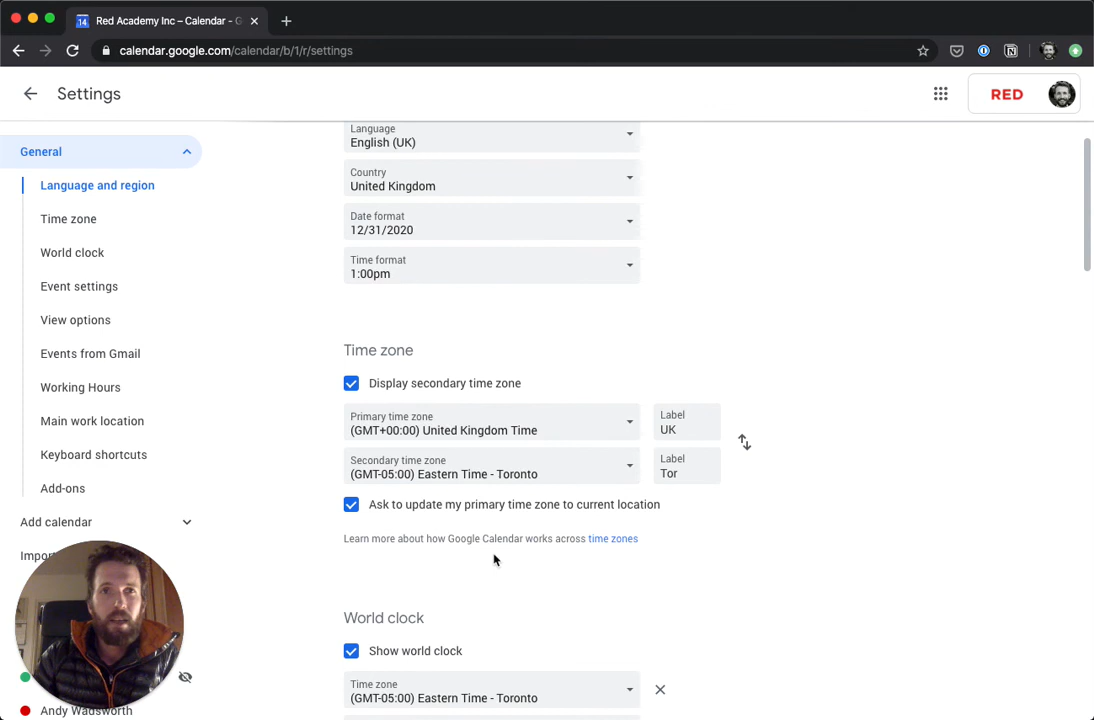 14
Red Academy Inc – Calendar - G
calendar.google.com/calendar/b/1/r/settings
Settings
RED
General
Language and region
Time zone
World clock
Event settings
View options
Events from Gmail
Working Hours
Main work location
Keyboard shortcuts
Add-ons
Add calendar
Impor
Andy Wadsworth
Language
English (UK)
Country
United Kingdom
Date format
12/31/2020
Time format
1:00pm
Time zone
Display secondary time zone
Primary time zone
(GMT+00:00) United Kingdom Time
Label
UK
Secondary time zone
(GMT-05:00) Eastern Time - Toronto
Label
Tor
Ask to update my primary time zone to current location
Learn more about how Google Calendar works across time zones
World clock
Show world clock
Time zone
(GMT-05:00) Eastern Time - Toronto